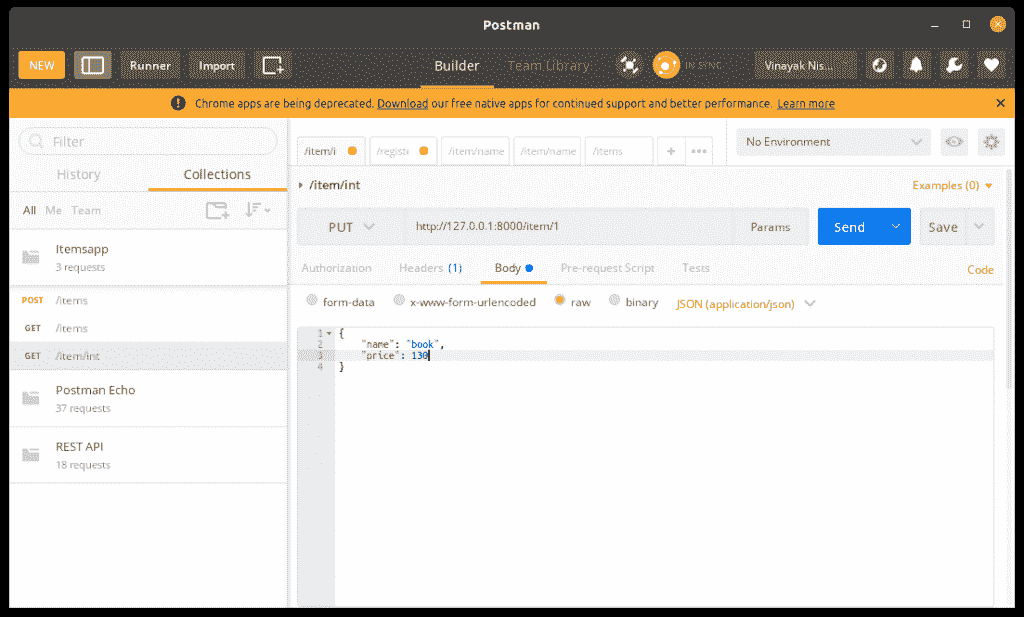 Postman
NEW Runner Import Builder Team Library IN SYNC Vinayak Nis...
Chrome apps are being deprecated. Download our free native apps for continued support and better performance. Learn more
Filter
History Collections
All Me Team
Itemsapp
3 requests
POST /items
GET /items
GET /item/int
Postman Echo
37 requests
REST API
18 requests
/item/i /registe /item/name /item/name /items
No Environment
/item/int Examples (0)
PUT http://127.0.0.1:8000/item/1 Params Send Save
Authorization Headers (1) Body Pre-request Script Tests Code
form-data x-www-form-urlencoded raw binary JSON (application/json)
1 {
2 "name": "book",
3 "price": 130
4 }